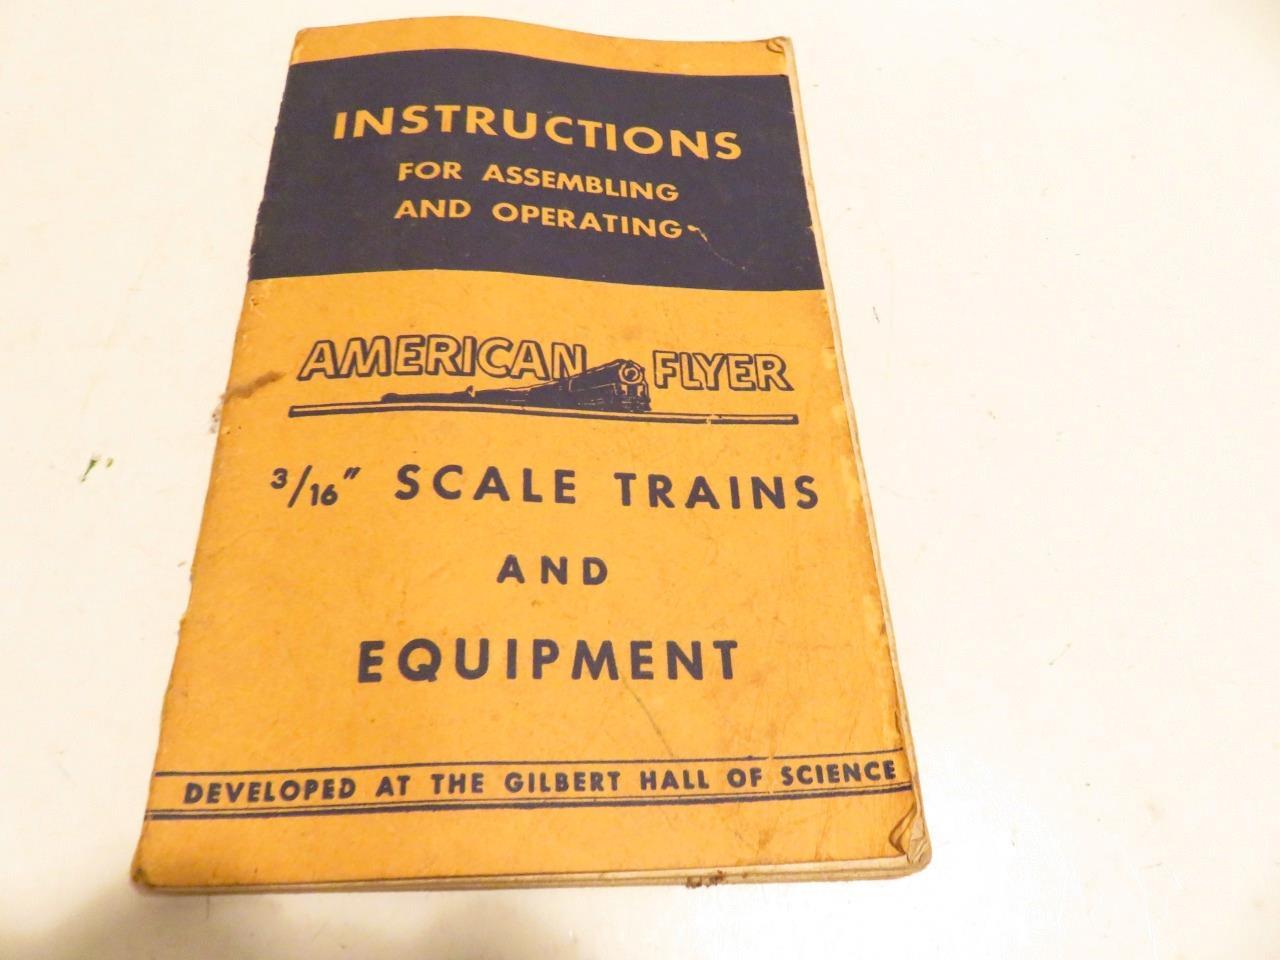 INSTRUCTIONS
FOR ASSEMBLING
AND OPERATING
AMERICAN FLYER
3/16" SCALE TRAINS
AND
EQUIPMENT
DEVELOPED AT THE GILBERT HALL OF SCIENCE